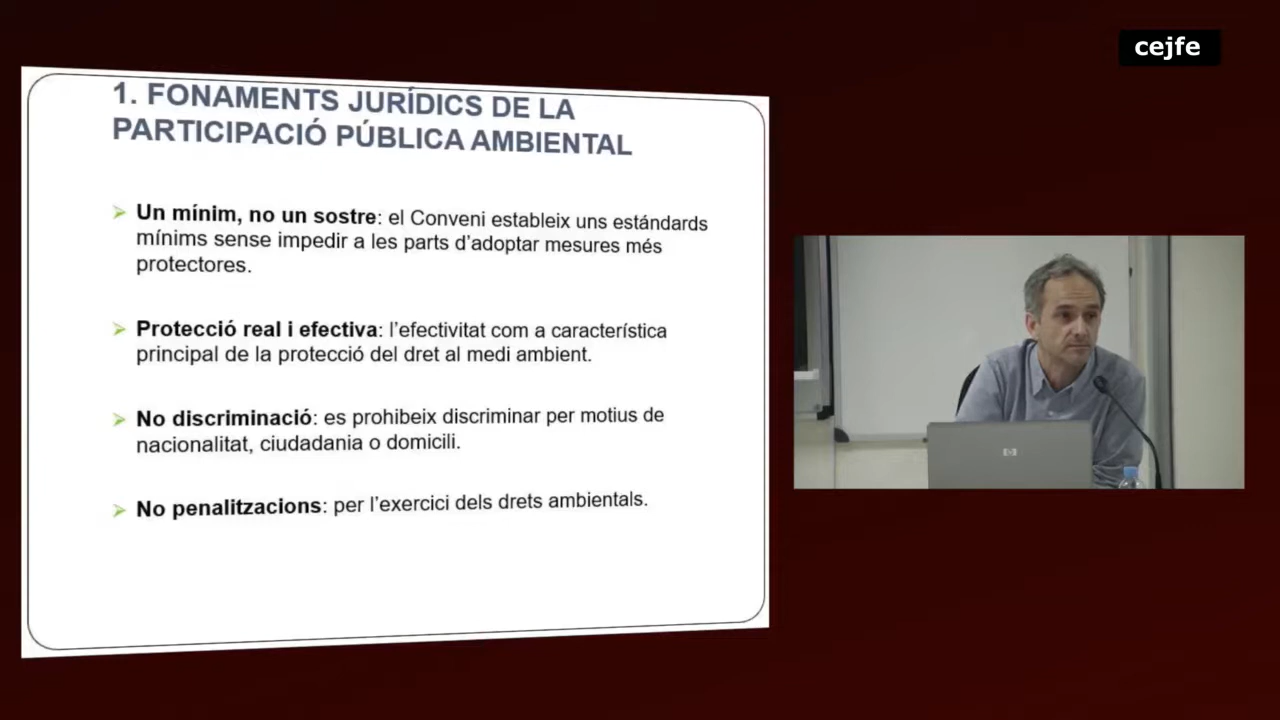 cejfe
1. FONAMENTS JURÍDICS DE LA
PARTICIPACIÓ PÚBLICA AMBIENTAL
Un mínim, no un sostre: el Conveni estableix uns estándards
mínims sense impedir a les parts d’adoptar mesures més
protectores.
Protecció real i efectiva: l’efectivitat com a característica
principal de la protecció del dret al medi ambient.
No discriminació: es prohibeix discriminar per motius de
nacionalitat, ciudadania o domicili.
No penalitzacions: per l’exercici dels drets ambientals.
hp